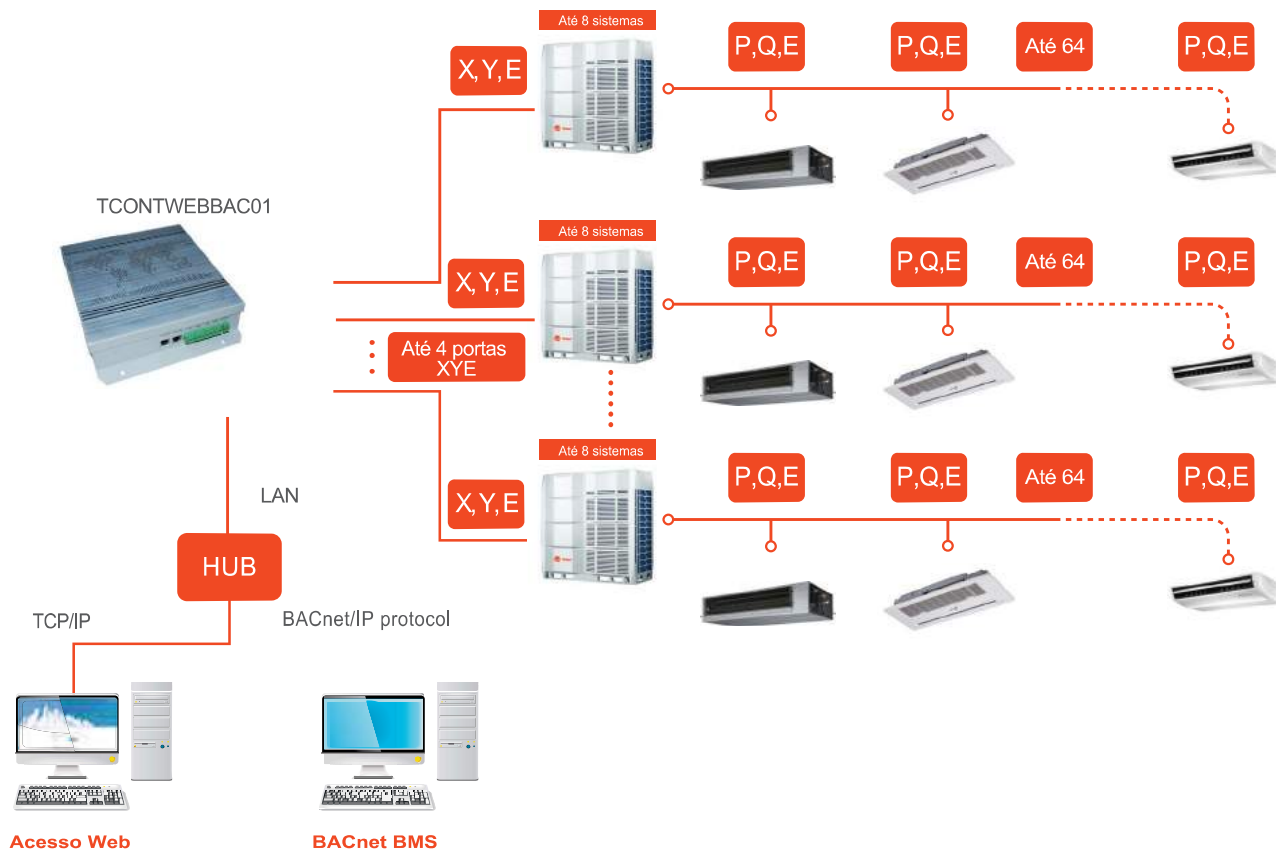 Até 8 sistemas
X,Y,E
P,Q,E
P,Q,E
Até 64
P,Q,E
TCONTWEBBAC01
Até 8 sistemas
X,Y,E
P,Q,E
P,Q,E
Até 64
P,Q,E
Até 4 portas
XYE
Até 8 sistemas
X,Y,E
P,Q,E
P,Q,E
Até 64
P,Q,E
LAN
HUB
TCP/IP
BACnet/IP protocol
Acesso Web
BACnet BMS